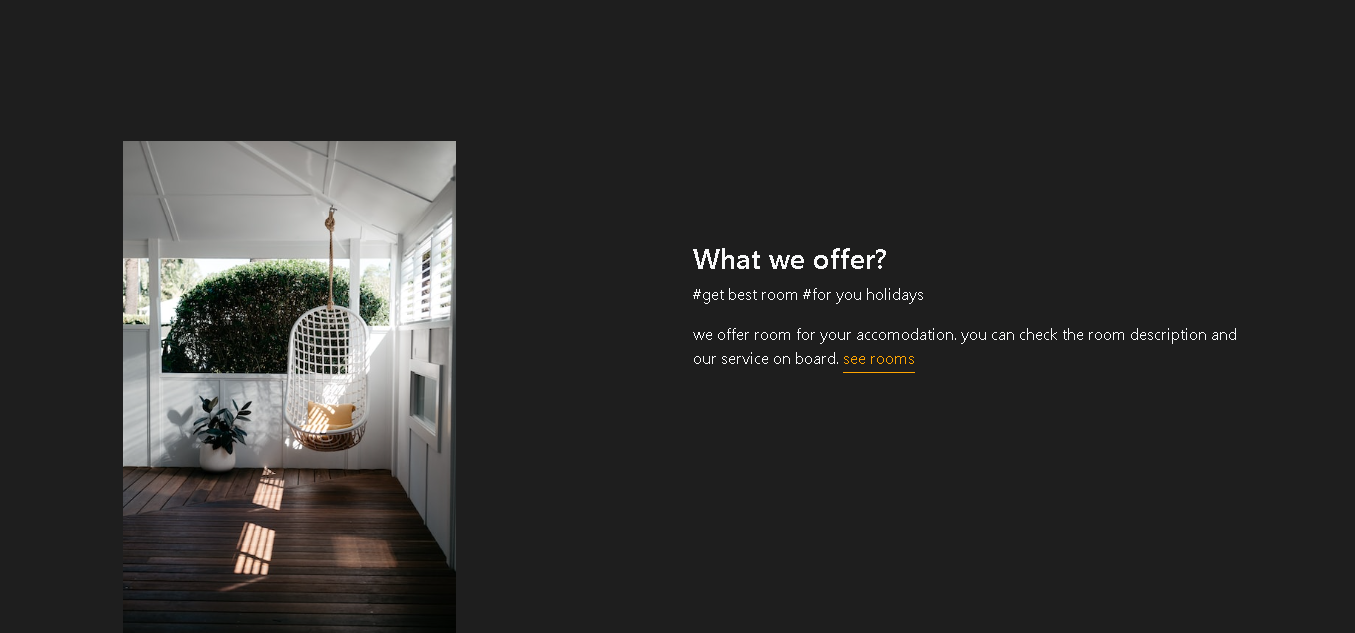 What we offer?
#get best room #for you holidays
we offer room for your accomodation. you can check the room description and
our service on board. see rooms